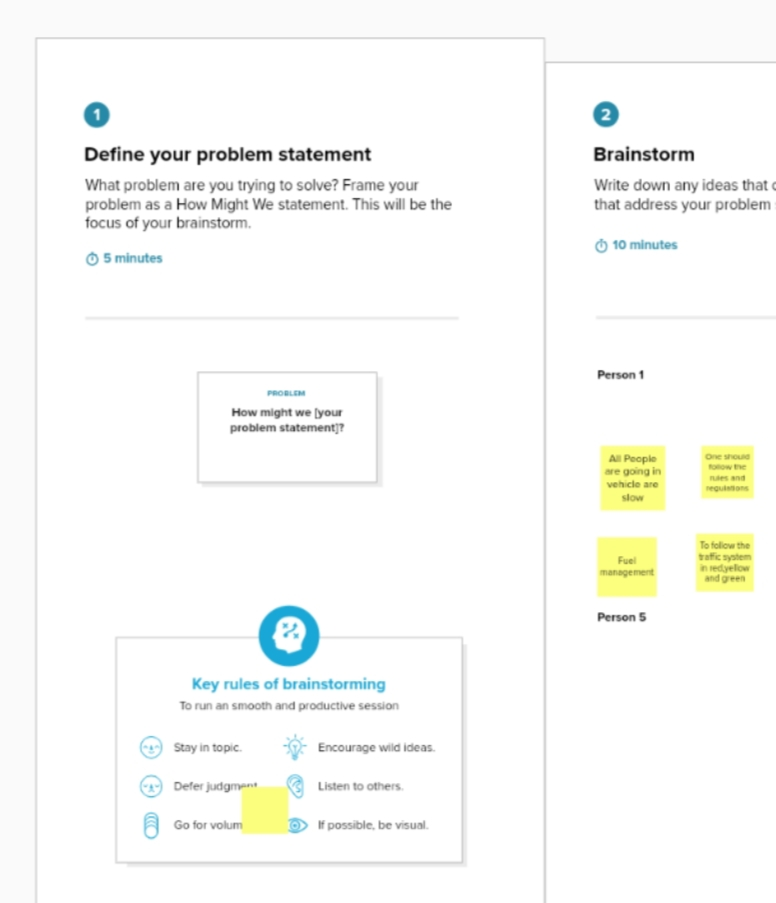 1
Define your problem statement
What problem are you trying to solve? Frame your
problem as a How Might We statement. This will be the
focus of your brainstorm.
5 minutes
PROBLEM
How might we [your
problem statement]?
Key rules of brainstorming
To run an smooth and productive session
Stay in topic.
Encourage wild ideas.
Defer judgment
Listen to others.
Go for volum
If possible, be visual.
2
Brainstorm
Write down any ideas that
that address your problem
10 minutes
Person 1
All People
are going in
vehicle are
slow
One should
follow the
rules and
regulations
Fuel
management
To follow the
traffic system
in red,yellow
and green
Person 5